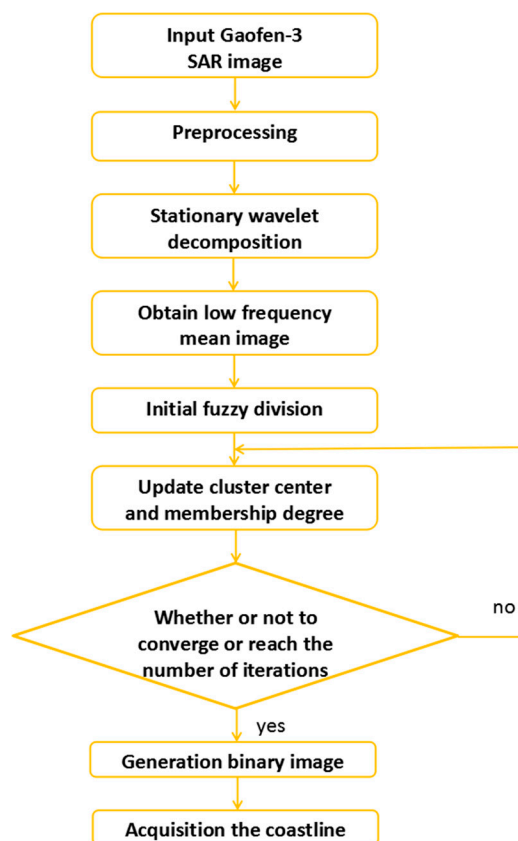 Input Gaofen-3
SAR image
Preprocessing
Stationary wavelet
decomposition
Obtain low frequency
mean image
Initial fuzzy division
Update cluster center
and membership degree
Whether or not to
converge or reach the
number of iterations
no
yes
Generation binary image
Acquisition the coastline